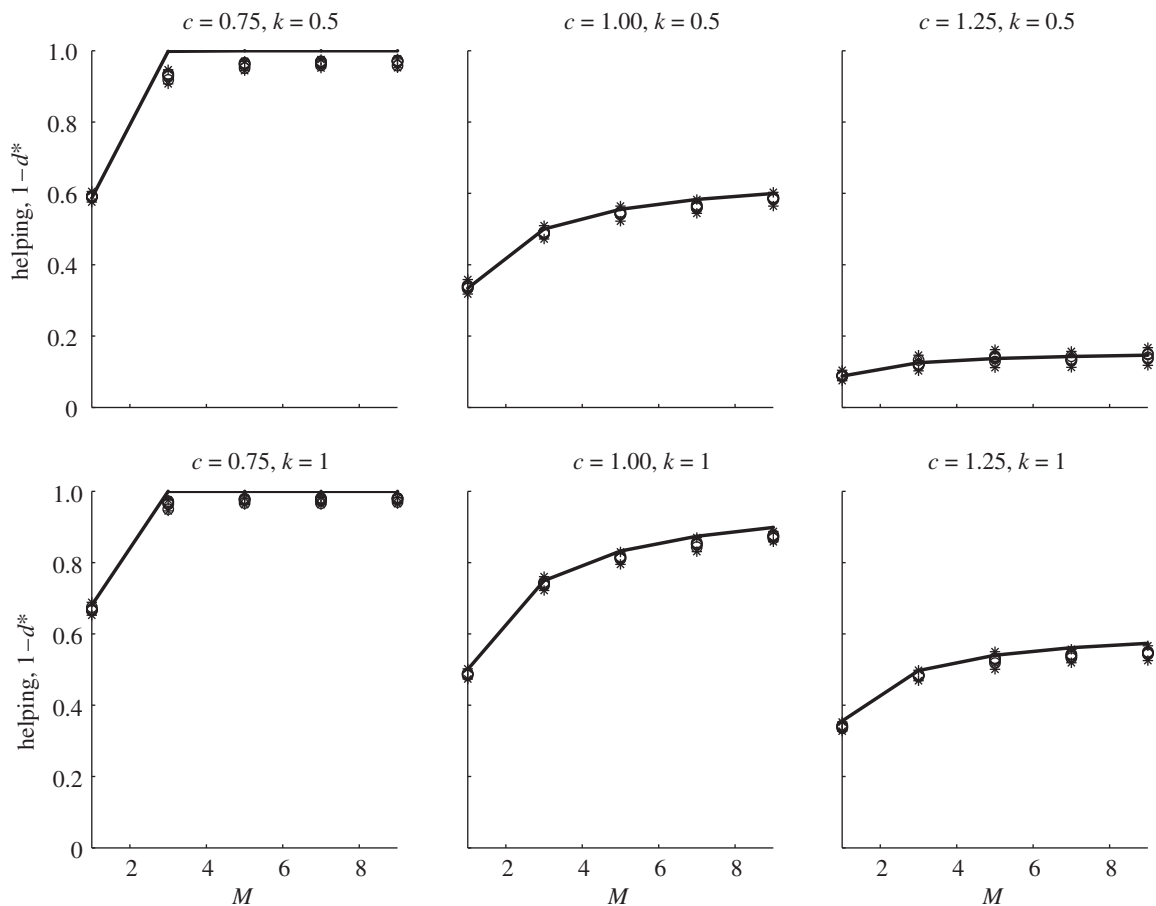 c = 0.75, k = 0.5
c = 1.00, k = 0.5
c = 1.25, k = 0.5
helping, 1–d*
1.0
0.8
0.6
0.4
0.2
0
c = 0.75, k = 1
c = 1.00, k = 1
c = 1.25, k = 1
helping, 1–d*
1.0
0.8
0.6
0.4
0.2
0
2 4 6 8
2 4 6 8
2 4 6 8
M
M
M